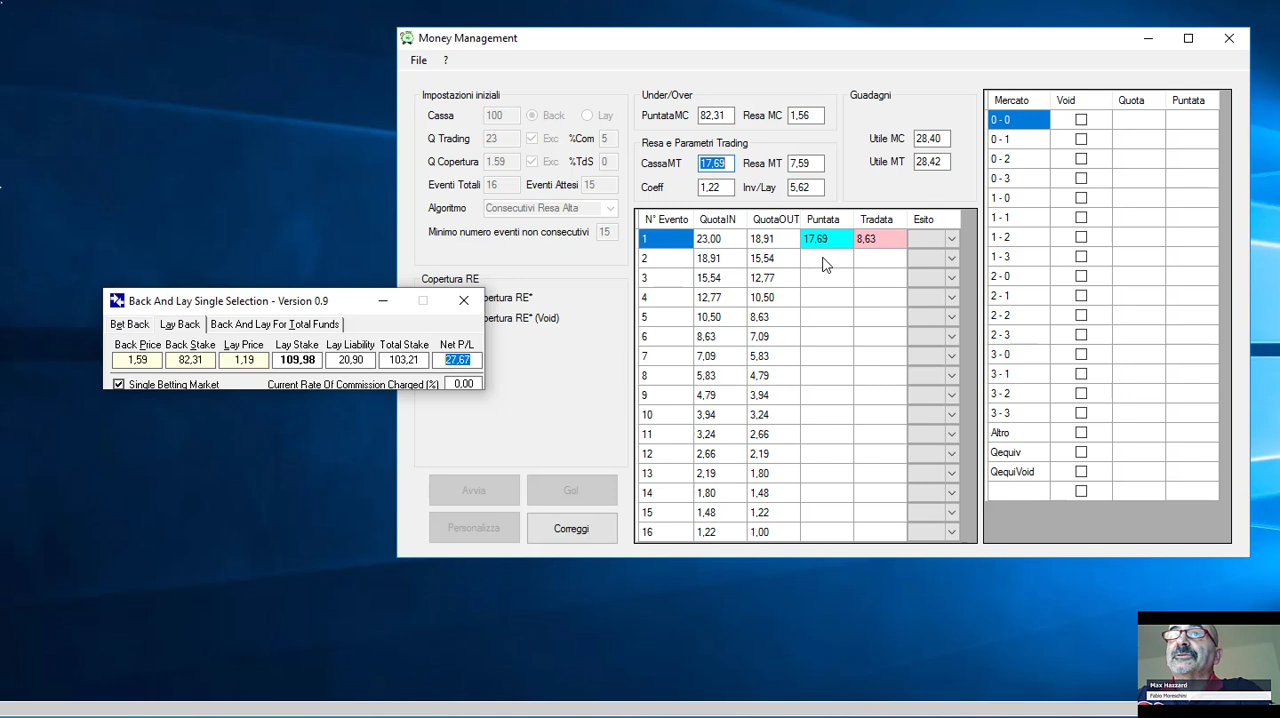 Money Management
File ?
Impostazioni iniziali
Cassa 100 Back Lay
Q Trading 23 Exc %Com 5
Q Copertura 1.59 Exc %TdS 0
Eventi Totali 16 Eventi Attesi 15
Algoritmo Consecutivi Resa Alta
Minimo numero eventi non consecutivi 15
Under/Over
PuntataMC 82,31 Resa MC 1,56
Resa e Parametri Trading
CassaMT 17,69 Resa MT 7,59
Coeff 1,22 Inv/Lay 5,62
Guadagni
Utile MC 28,40
Utile MT 28,42
Copertura RE
opertura RE*
opertura RE* (Void)
Avvia Gol
Personalizza Correggi
N° Evento QuotaIN QuotaOUT Puntata Tradata Esito
1 23,00 18,91 17,69 8,63
2 18,91 15,54
3 15,54 12,77
4 12,77 10,50
5 10,50 8,63
6 8,63 7,09
7 7,09 5,83
8 5,83 4,79
9 4,79 3,94
10 3,94 3,24
11 3,24 2,66
12 2,66 2,19
13 2,19 1,80
14 1,80 1,48
15 1,48 1,22
16 1,22 1,00
Mercato Void Quota Puntata
0 - 0
0 - 1
0 - 2
0 - 3
1 - 0
1 - 1
1 - 2
1 - 3
2 - 0
2 - 1
2 - 2
2 - 3
3 - 0
3 - 1
3 - 2
3 - 3
Altro
Qequiv
QequiVoid
Back And Lay Single Selection - Version 0.9
Bet Back Lay Back Back And Lay For Total Funds
Back Price Back Stake Lay Price Lay Stake Lay Liability Total Stake Net P/L
1,59 82,31 1,19 109,98 20,90 103,21 27,67
Single Betting Market Current Rate Of Commission Charged (%) 0,00
Max Hazzard
Fabio Moreschini